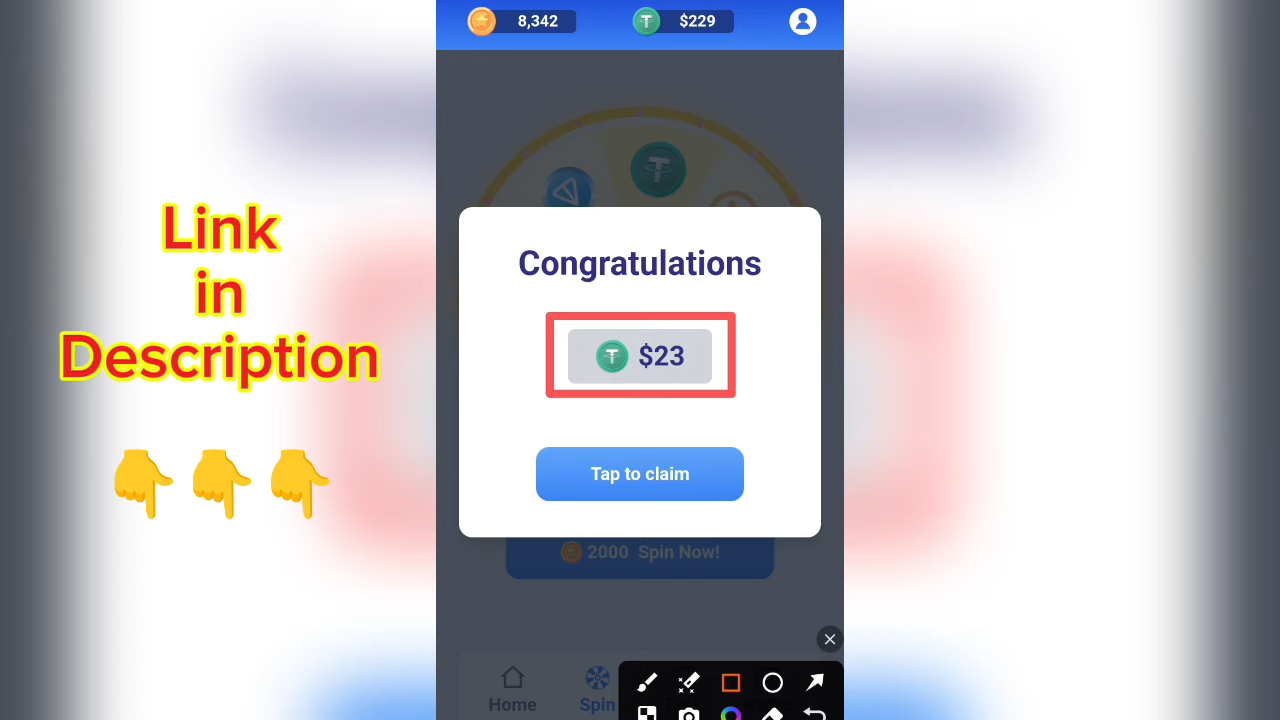 8,342
$229
Link
in
Description
Congratulations
$23
Tap to claim
2000 Spin Now!
Home
Spin